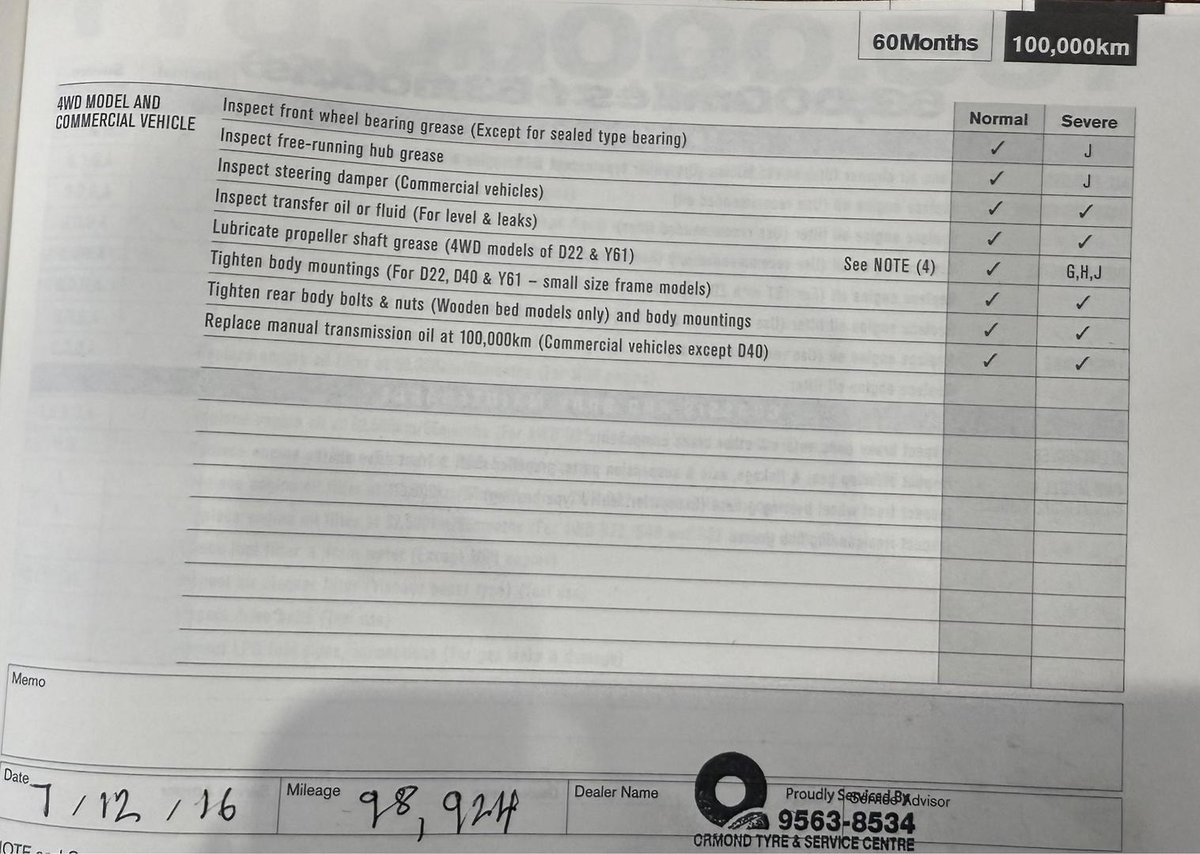 60Months 100,000km
4WD MODEL AND COMMERCIAL VEHICLE
Normal Severe
Inspect front wheel bearing grease (Except for sealed type bearing) ✓ J
Inspect free-running hub grease ✓ J
Inspect steering damper (Commercial vehicles) ✓ ✓
Inspect transfer oil or fluid (For level & leaks) ✓ ✓
Lubricate propeller shaft grease (4WD models of D22 & Y61) See NOTE (4) ✓ G,H,J
Tighten body mountings (For D22, D40 & Y61 – small size frame models) ✓ ✓
Tighten rear body bolts & nuts (Wooden bed models only) and body mountings ✓ ✓
Replace manual transmission oil at 100,000km (Commercial vehicles except D40) ✓ ✓
Memo
Date 7/12/16 Mileage 98,924 Dealer Name
Proudly Serviced By Service Advisor
9563-8534
ORMOND TYRE & SERVICE CENTRE